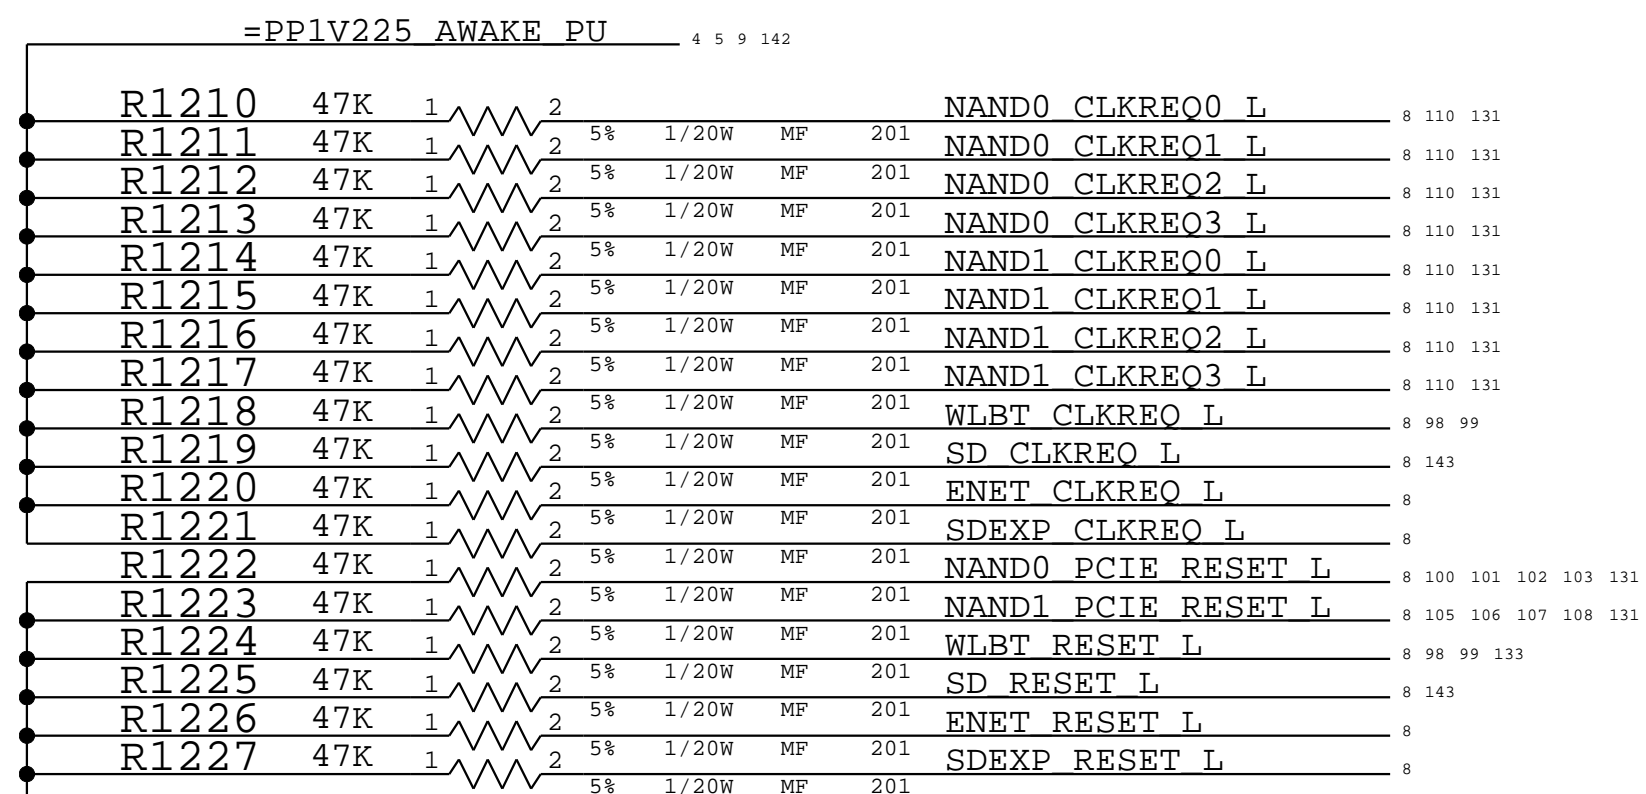 =PP1V225_AWAKE_PU 4 5 9 142
R1210 47K 1 2 NAND0_CLKREQ0_L 8 110 131
5% 1/20W MF 201
R1211 47K 1 2 NAND0_CLKREQ1_L 8 110 131
5% 1/20W MF 201
R1212 47K 1 2 NAND0_CLKREQ2_L 8 110 131
5% 1/20W MF 201
R1213 47K 1 2 NAND0_CLKREQ3_L 8 110 131
5% 1/20W MF 201
R1214 47K 1 2 NAND1_CLKREQ0_L 8 110 131
5% 1/20W MF 201
R1215 47K 1 2 NAND1_CLKREQ1_L 8 110 131
5% 1/20W MF 201
R1216 47K 1 2 NAND1_CLKREQ2_L 8 110 131
5% 1/20W MF 201
R1217 47K 1 2 NAND1_CLKREQ3_L 8 110 131
5% 1/20W MF 201
R1218 47K 1 2 WLBT_CLKREQ_L 8 98 99
5% 1/20W MF 201
R1219 47K 1 2 SD_CLKREQ_L 8 143
5% 1/20W MF 201
R1220 47K 1 2 ENET_CLKREQ_L 8
5% 1/20W MF 201
R1221 47K 1 2 SDEXP_CLKREQ_L 8
5% 1/20W MF 201
R1222 47K 1 2 NAND0_PCIE_RESET_L 8 100 101 102 103 131
5% 1/20W MF 201
R1223 47K 1 2 NAND1_PCIE_RESET_L 8 105 106 107 108 131
5% 1/20W MF 201
R1224 47K 1 2 WLBT_RESET_L 8 98 99 133
5% 1/20W MF 201
R1225 47K 1 2 SD_RESET_L 8 143
5% 1/20W MF 201
R1226 47K 1 2 ENET_RESET_L 8
5% 1/20W MF 201
R1227 47K 1 2 SDEXP_RESET_L 8
5% 1/20W MF 201